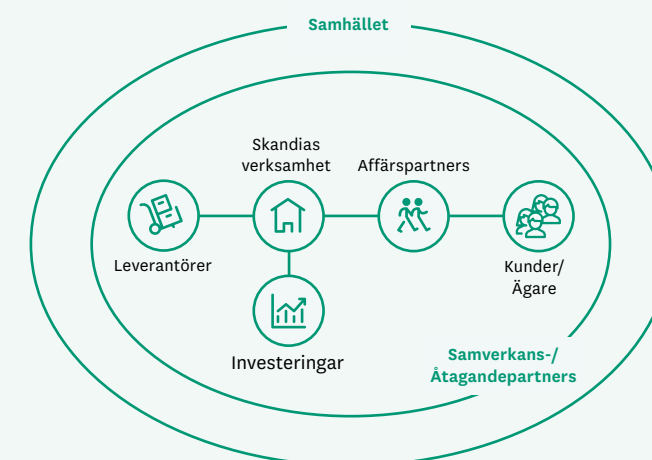 Samhället
Skandias
verksamhet
Affärspartners
Leverantörer
Kunder/
Ägare
Investeringar
Samverkans-/
Åtagandepartners